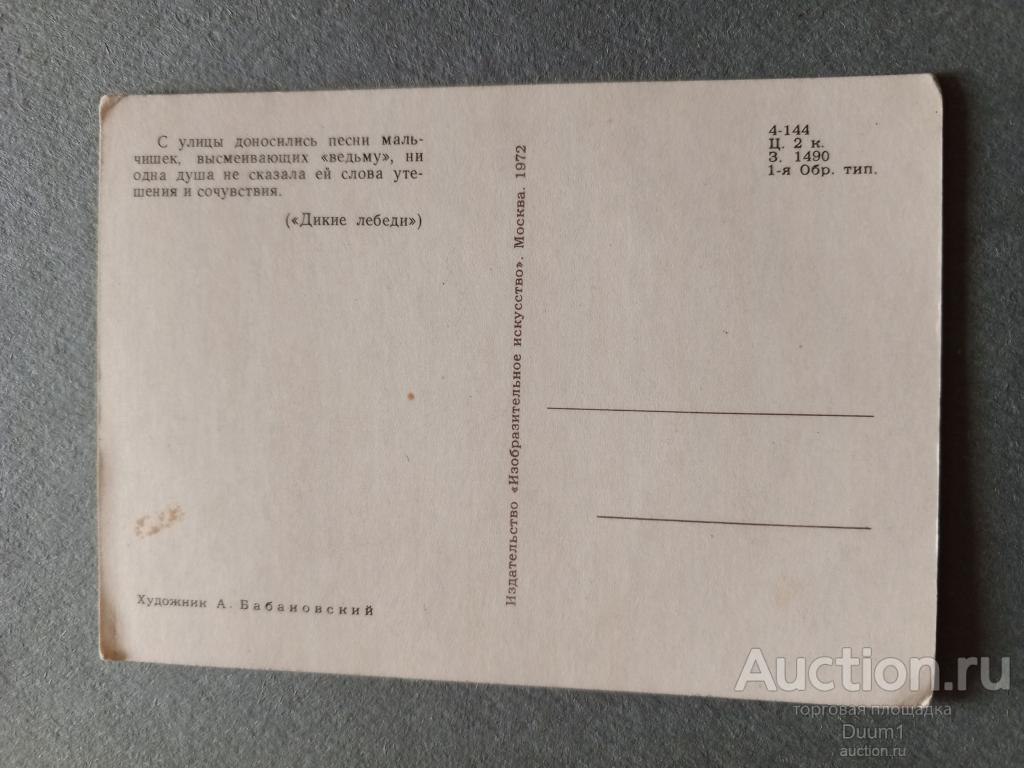 С улицы доносились песни маль-
чишек, высмеивающих «ведьму», ни
одна душа не сказала ей слова уте-
шения и сочувствия.
(«Дикие лебеди»)
Художник А. Бабановский
Издательство «Изобразительное искусство». Москва. 1972
4-144
Ц. 2 к.
З. 1490
1-я Обр. тип.
Auction.ru
торговая площадка
Duum1
auction.ru